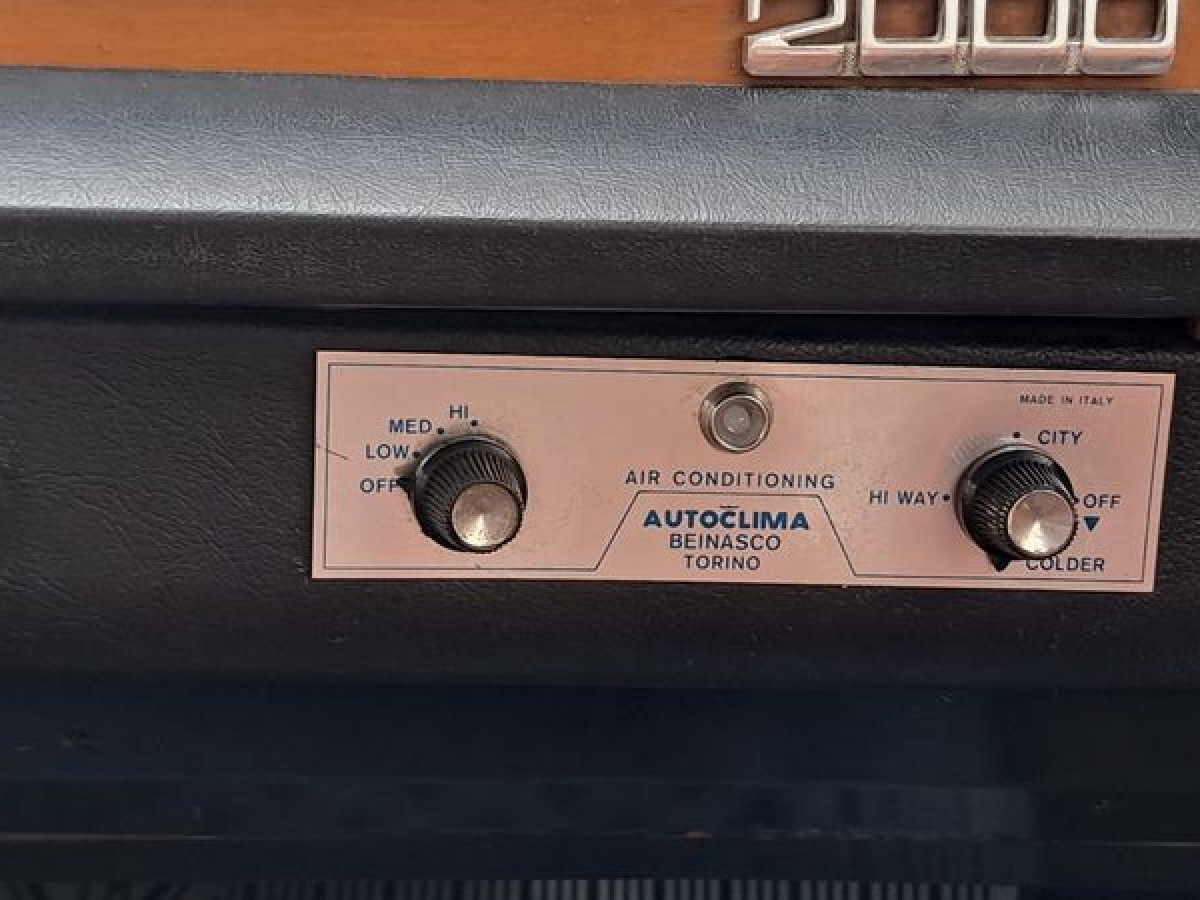 2000
MADE IN ITALY
HI
MED
LOW
OFF
CITY
HI WAY
OFF
COLDER
AIR CONDITIONING
AUTOCLIMA
BEINASCO
TORINO